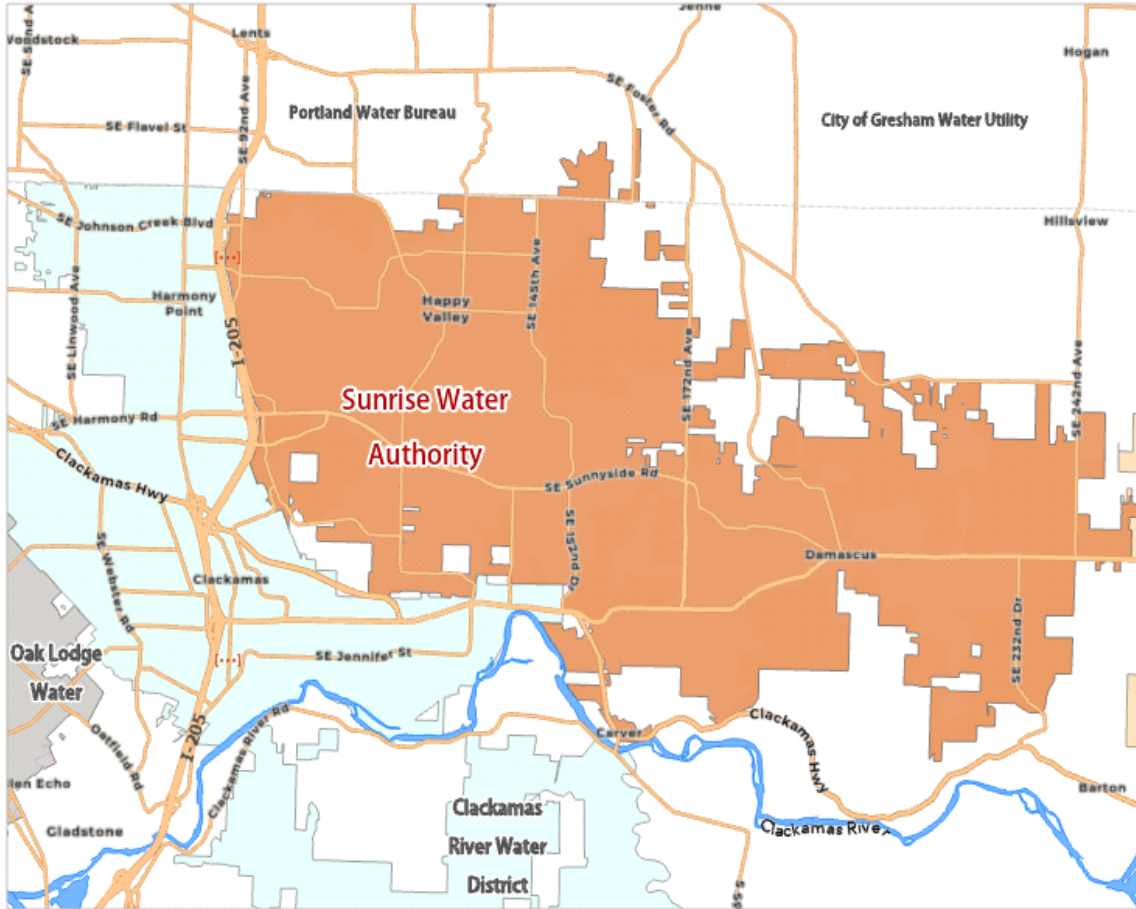 Jenne
Lents
Woodstock
SE 52nd A
Hogan
SE Foster Rd
Portland Water Bureau
City of Gresham Water Utility
SE Flavel St
SE 92nd Ave
SE Johnson Creek Blvd
Hillsview
[•••]
SE 145th Ave
SE Linwood Ave
Harmony
Point
Happy
Valley
I-205
SE 172nd Ave
SE 242nd Ave
Sunrise Water
Authority
SE Harmony Rd
Clackamas Hwy
SE Sunnyside Rd
SE 152nd D
SE Webster Rd
Damascus
Clackamas
SE 232nd Dr
Oak Lodge
Water
SE Jennifer St
[•••]
I-205
Oatfield Rd
Clackamas River Rd
Carver
Clackamas Hwy
len Echo
Barton
Gladstone
Clackamas
River Water
District
Clackamas River